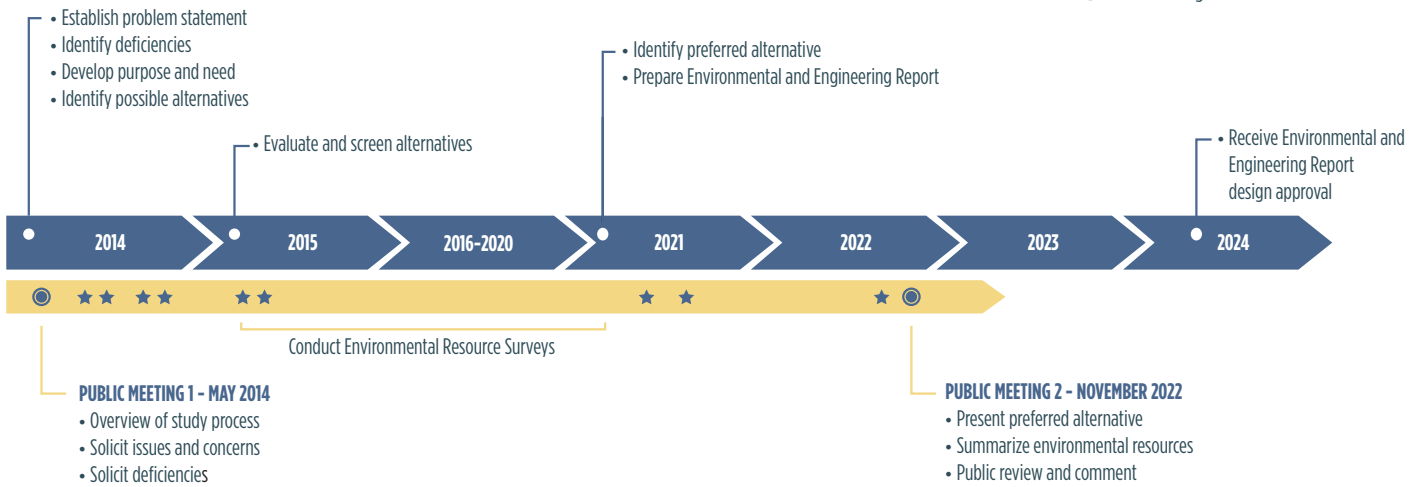 • Establish problem statement
• Identify deficiencies
• Develop purpose and need
• Identify possible alternatives
• Identify preferred alternative
• Prepare Environmental and Engineering Report
• Evaluate and screen alternatives
• Receive Environmental and
Engineering Report
design approval
2014
2015
2016-2020
2021
2022
2023
2024
Conduct Environmental Resource Surveys
PUBLIC MEETING 1 - MAY 2014
• Overview of study process
• Solicit issues and concerns
• Solicit deficiencies
PUBLIC MEETING 2 - NOVEMBER 2022
• Present preferred alternative
• Summarize environmental resources
• Public review and comment